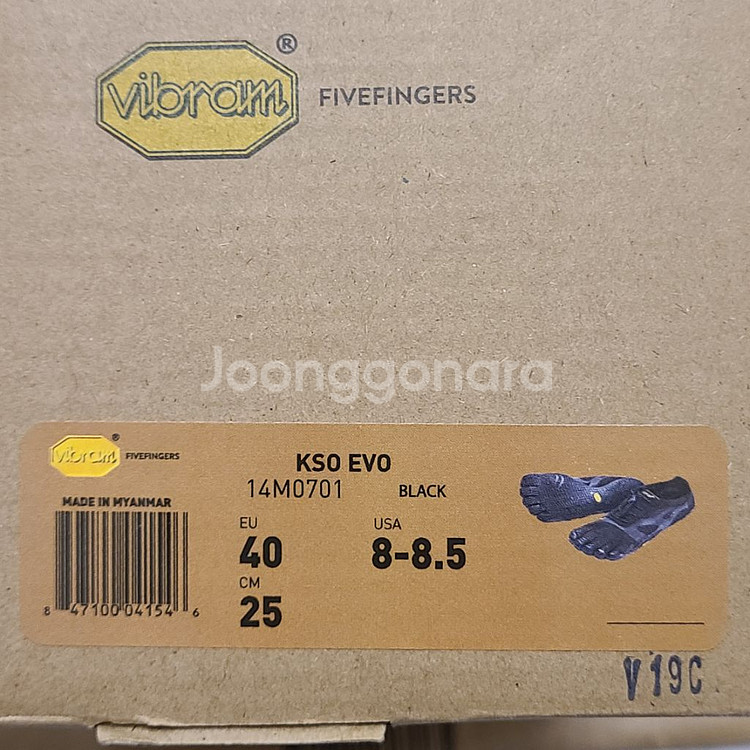 vibram®
FIVEFINGERS
Joonggonara
vibram® FIVEFINGERS
KSO EVO
14M0701 BLACK
MADE IN MYANMAR
EU
40
USA
8-8.5
CM
25
8 47100 04154 6
V 19C